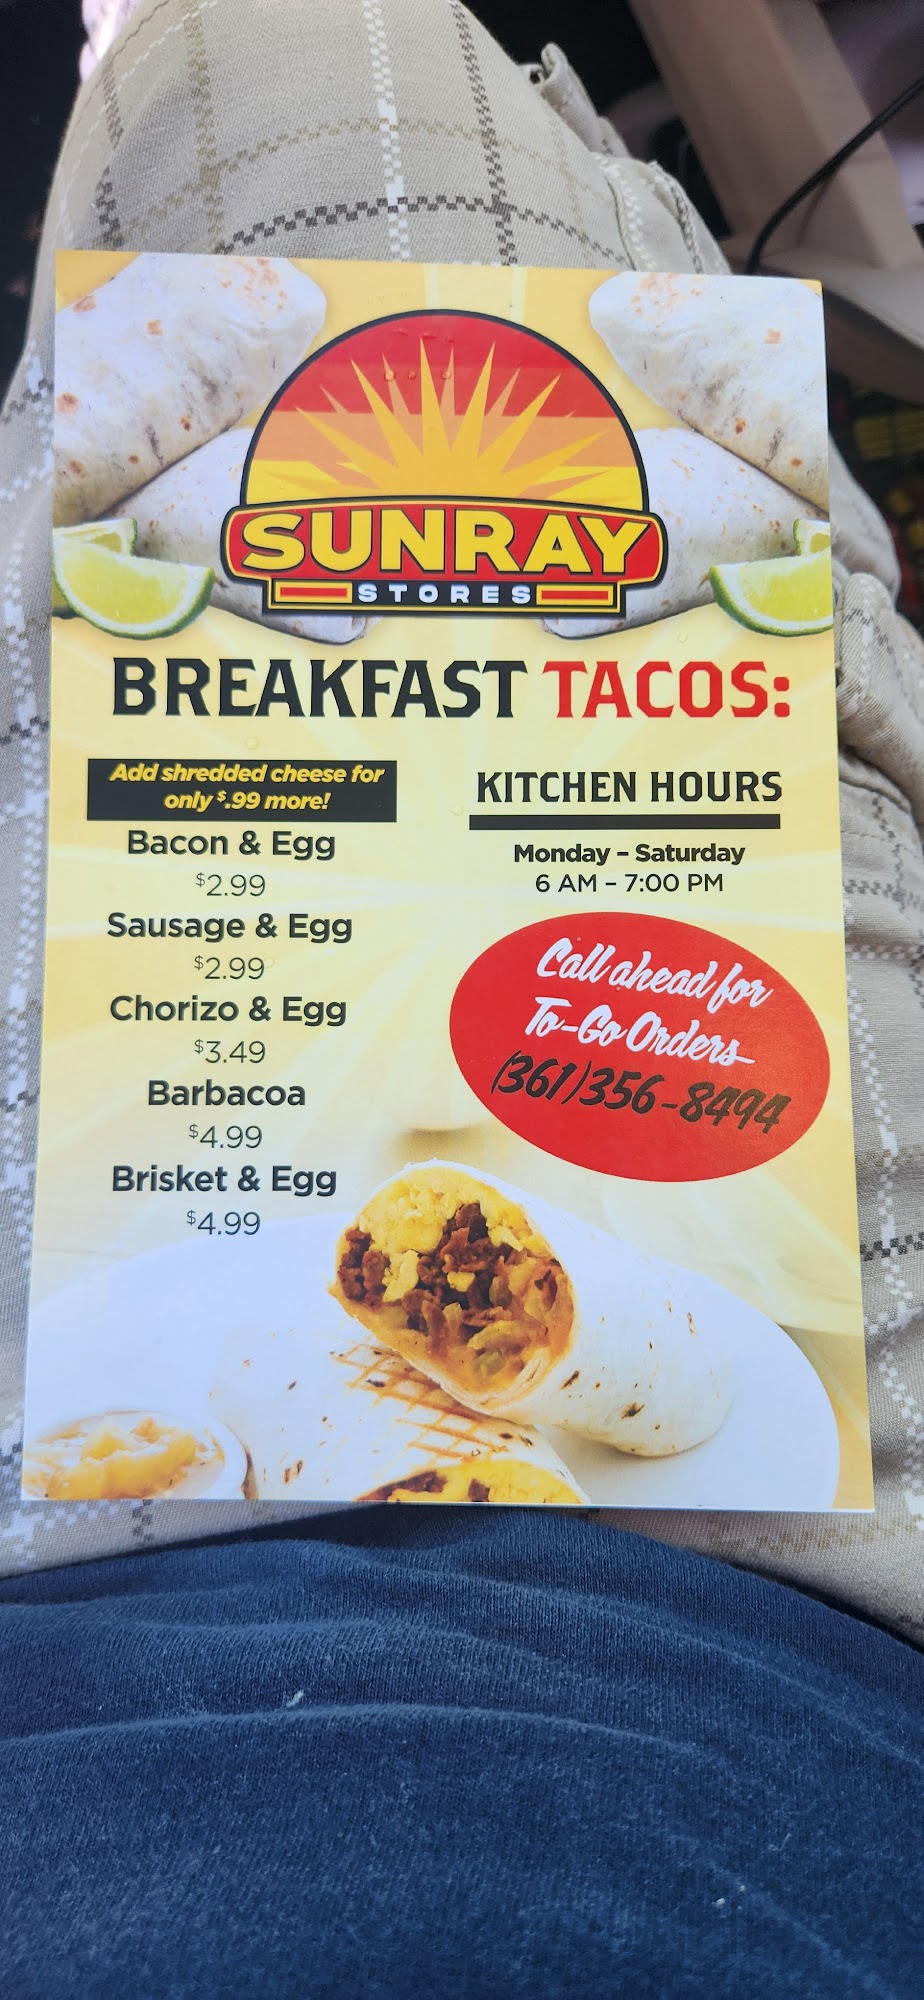 SUNRAY
STORES
BREAKFAST TACOS:
Add shredded cheese for
only $.99 more!
Bacon & Egg
$2.99
Sausage & Egg
$2.99
Chorizo & Egg
$3.49
Barbacoa
$4.99
Brisket & Egg
$4.99
KITCHEN HOURS
Monday – Saturday
6 AM – 7:00 PM
Call ahead for
To-Go Orders
(361)356-8494